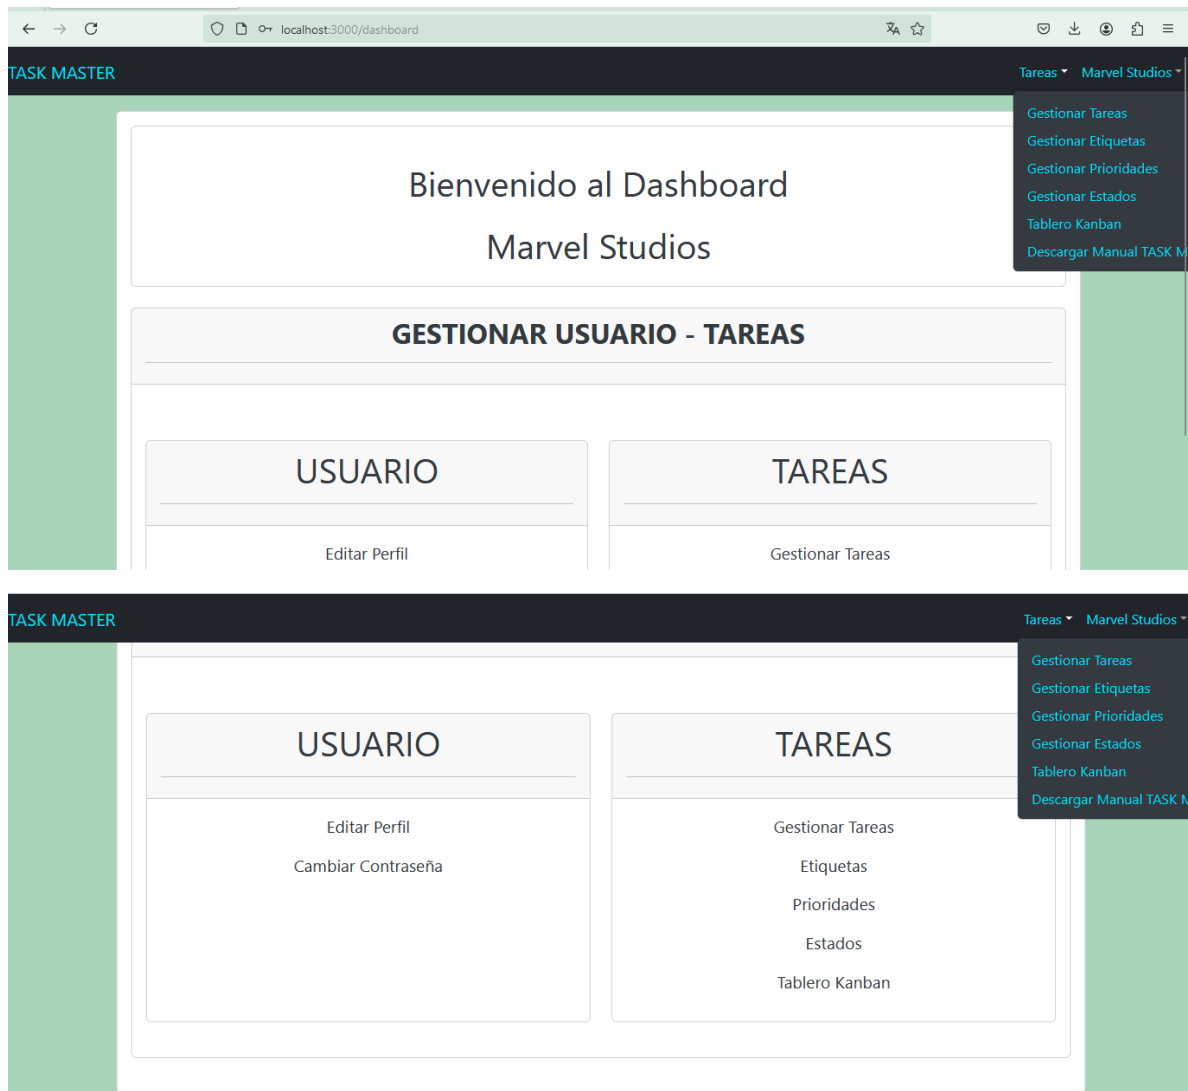 localhost:3000/dashboard
TASK MASTER
Tareas Marvel Studios
Gestionar Tareas
Gestionar Etiquetas
Gestionar Prioridades
Gestionar Estados
Tablero Kanban
Descargar Manual TASK M
Bienvenido al Dashboard
Marvel Studios
GESTIONAR USUARIO - TAREAS
USUARIO
Editar Perfil
TAREAS
Gestionar Tareas
TASK MASTER
Tareas Marvel Studios
Gestionar Tareas
Gestionar Etiquetas
Gestionar Prioridades
Gestionar Estados
Tablero Kanban
Descargar Manual TASK M
USUARIO
Editar Perfil
Cambiar Contraseña
TAREAS
Gestionar Tareas
Etiquetas
Prioridades
Estados
Tablero Kanban